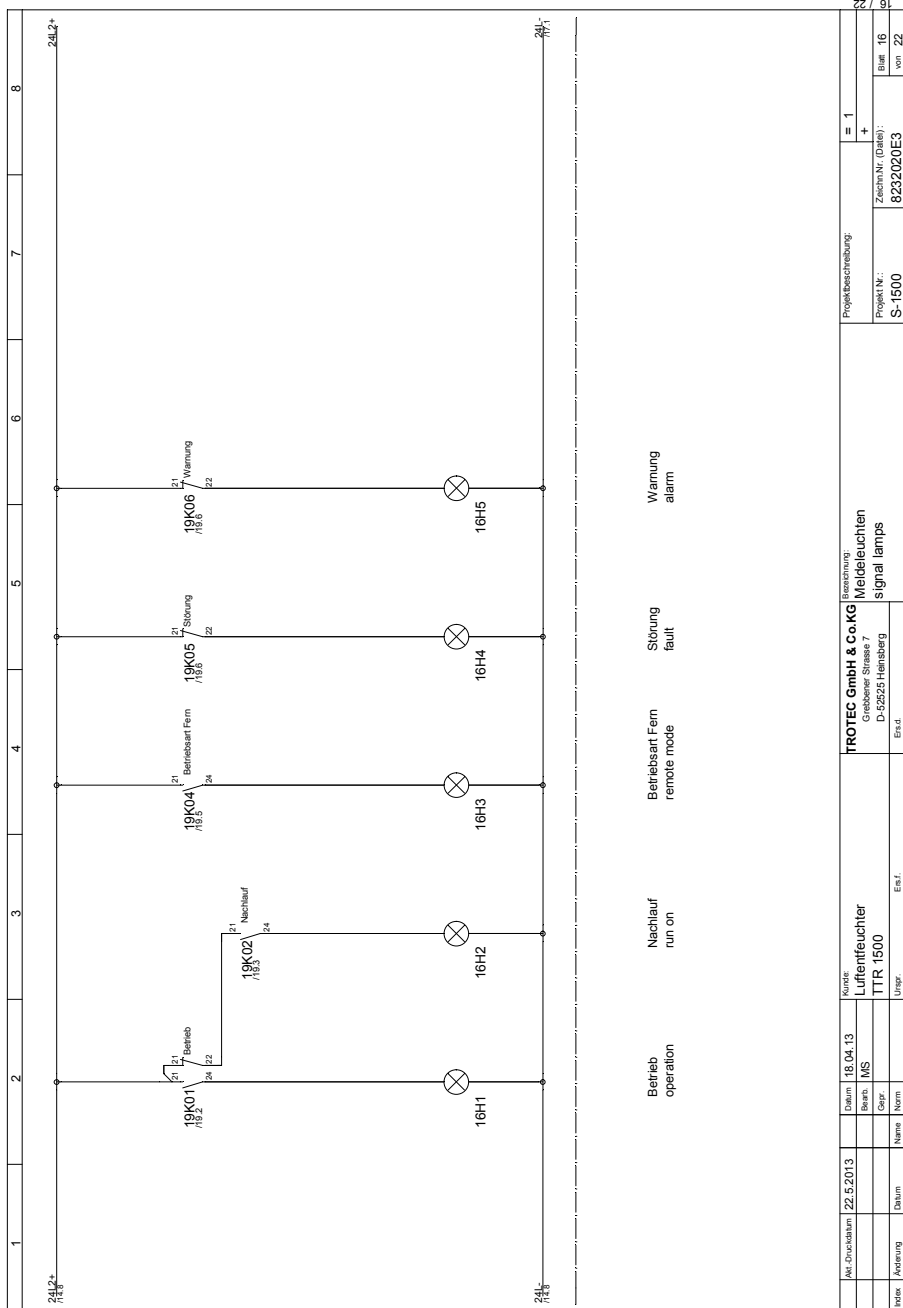 1 2 3 4 5 6 7 8
24L2+
/14.8
24L2+
19K01
/19.2
21
24
21
22
Betrieb
19K02
/19.3
21
24
Nachlauf
19K04
/19.5
21
24
Betriebsart Fern
19K05
/19.6
21
22
Störung
19K06
/19.6
21
22
Warnung
16H1
16H2
16H3
16H4
16H5
24L-
/14.8
24L-
/17.1
Betrieb
operation
Nachlauf
run on
Betriebsart Fern
remote mode
Störung
fault
Warnung
alarm
Akt.-Druckdatum 22.5.2013
Index Änderung Datum Name Norm
Datum 18.04.13
Bearb. MS
Gepr.
Kunde:
Luftentfeuchter
TTR 1500
Urspr. Ers.f. Ers.d.
TROTEC GmbH & Co.KG
Grebbener Strasse 7
D-52525 Heinsberg
Bezeichnung:
Meldeleuchten
signal lamps
Projektbeschreibung:
= 1
+
Projekt Nr.:
S-1500
Zeichn.Nr. (Datei) :
8232020E3
Blatt 16
von 22
16 / 22